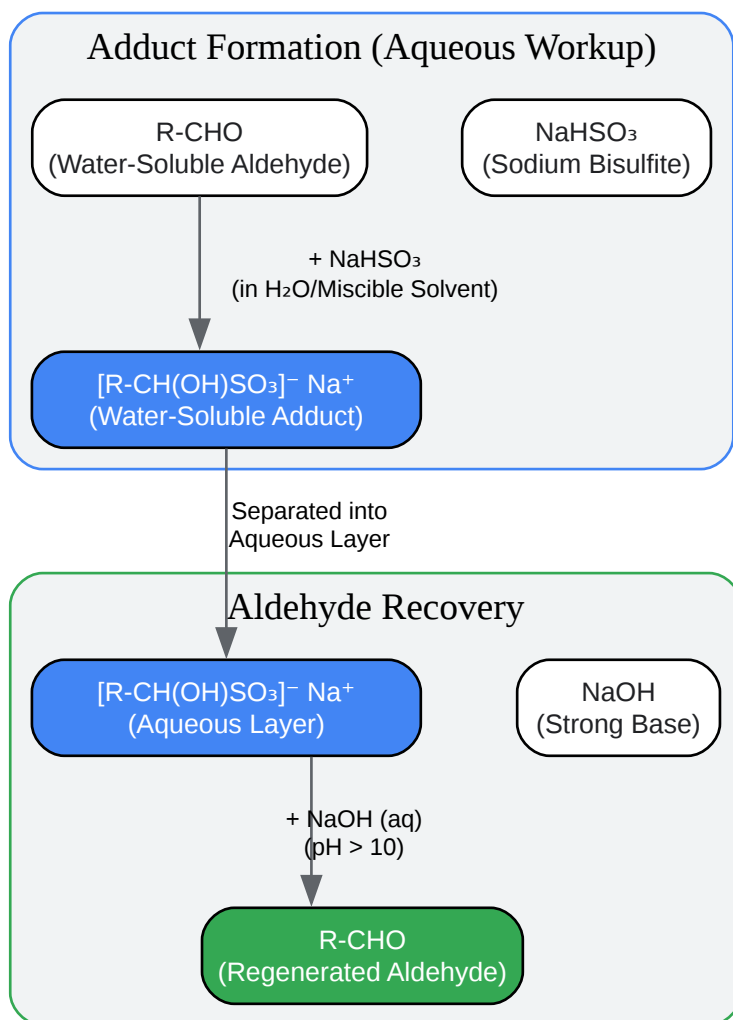 Adduct Formation (Aqueous Workup)
R-CHO
(Water-Soluble Aldehyde)
NaHSO₃
(Sodium Bisulfite)
+ NaHSO₃
(in H₂O/Miscible Solvent)
[R-CH(OH)SO₃]⁻ Na⁺
(Water-Soluble Adduct)
Separated into
Aqueous Layer
Aldehyde Recovery
[R-CH(OH)SO₃]⁻ Na⁺
(Aqueous Layer)
NaOH
(Strong Base)
+ NaOH (aq)
(pH > 10)
R-CHO
(Regenerated Aldehyde)